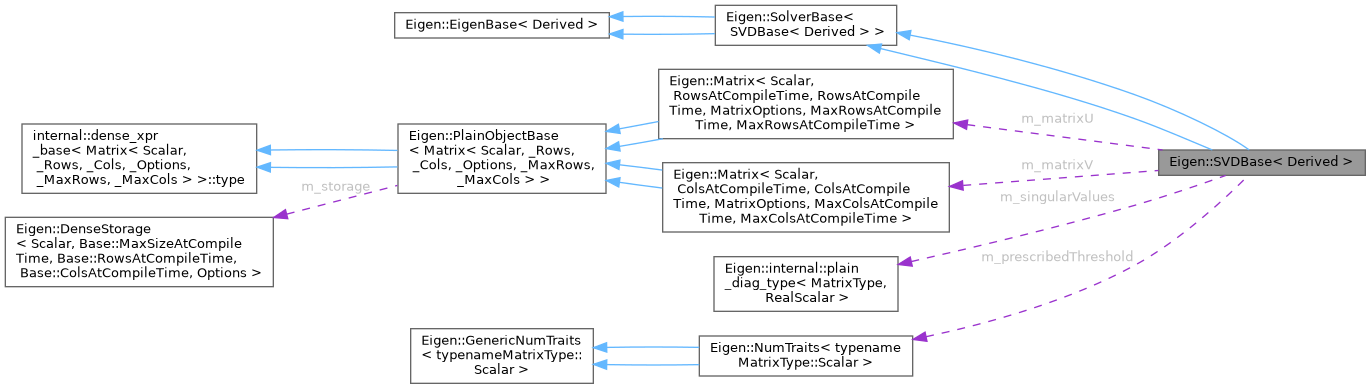 Eigen::EigenBase< Derived >
Eigen::SolverBase<
SVDBase< Derived > >
Eigen::Matrix< Scalar,
RowsAtCompileTime, RowsAtCompile
Time, MatrixOptions, MaxRowsAtCompile
Time, MaxRowsAtCompileTime >
m_matrixU
internal::dense_xpr
_base< Matrix< Scalar,
_Rows, _Cols, _Options,
_MaxRows, _MaxCols > >::type
Eigen::PlainObjectBase
< Matrix< Scalar, _Rows,
_Cols, _Options, _MaxRows,
_MaxCols > >
Eigen::SVDBase< Derived >
m_matrixV
Eigen::Matrix< Scalar,
ColsAtCompileTime, ColsAtCompile
Time, MatrixOptions, MaxColsAtCompile
Time, MaxColsAtCompileTime >
m_storage
m_singularValues
Eigen::DenseStorage
< Scalar, Base::MaxSizeAtCompile
Time, Base::RowsAtCompileTime,
Base::ColsAtCompileTime, Options >
m_prescribedThreshold
Eigen::internal::plain
_diag_type< MatrixType,
RealScalar >
Eigen::GenericNumTraits
< typenameMatrixType::
Scalar >
Eigen::NumTraits< typename
MatrixType::Scalar >